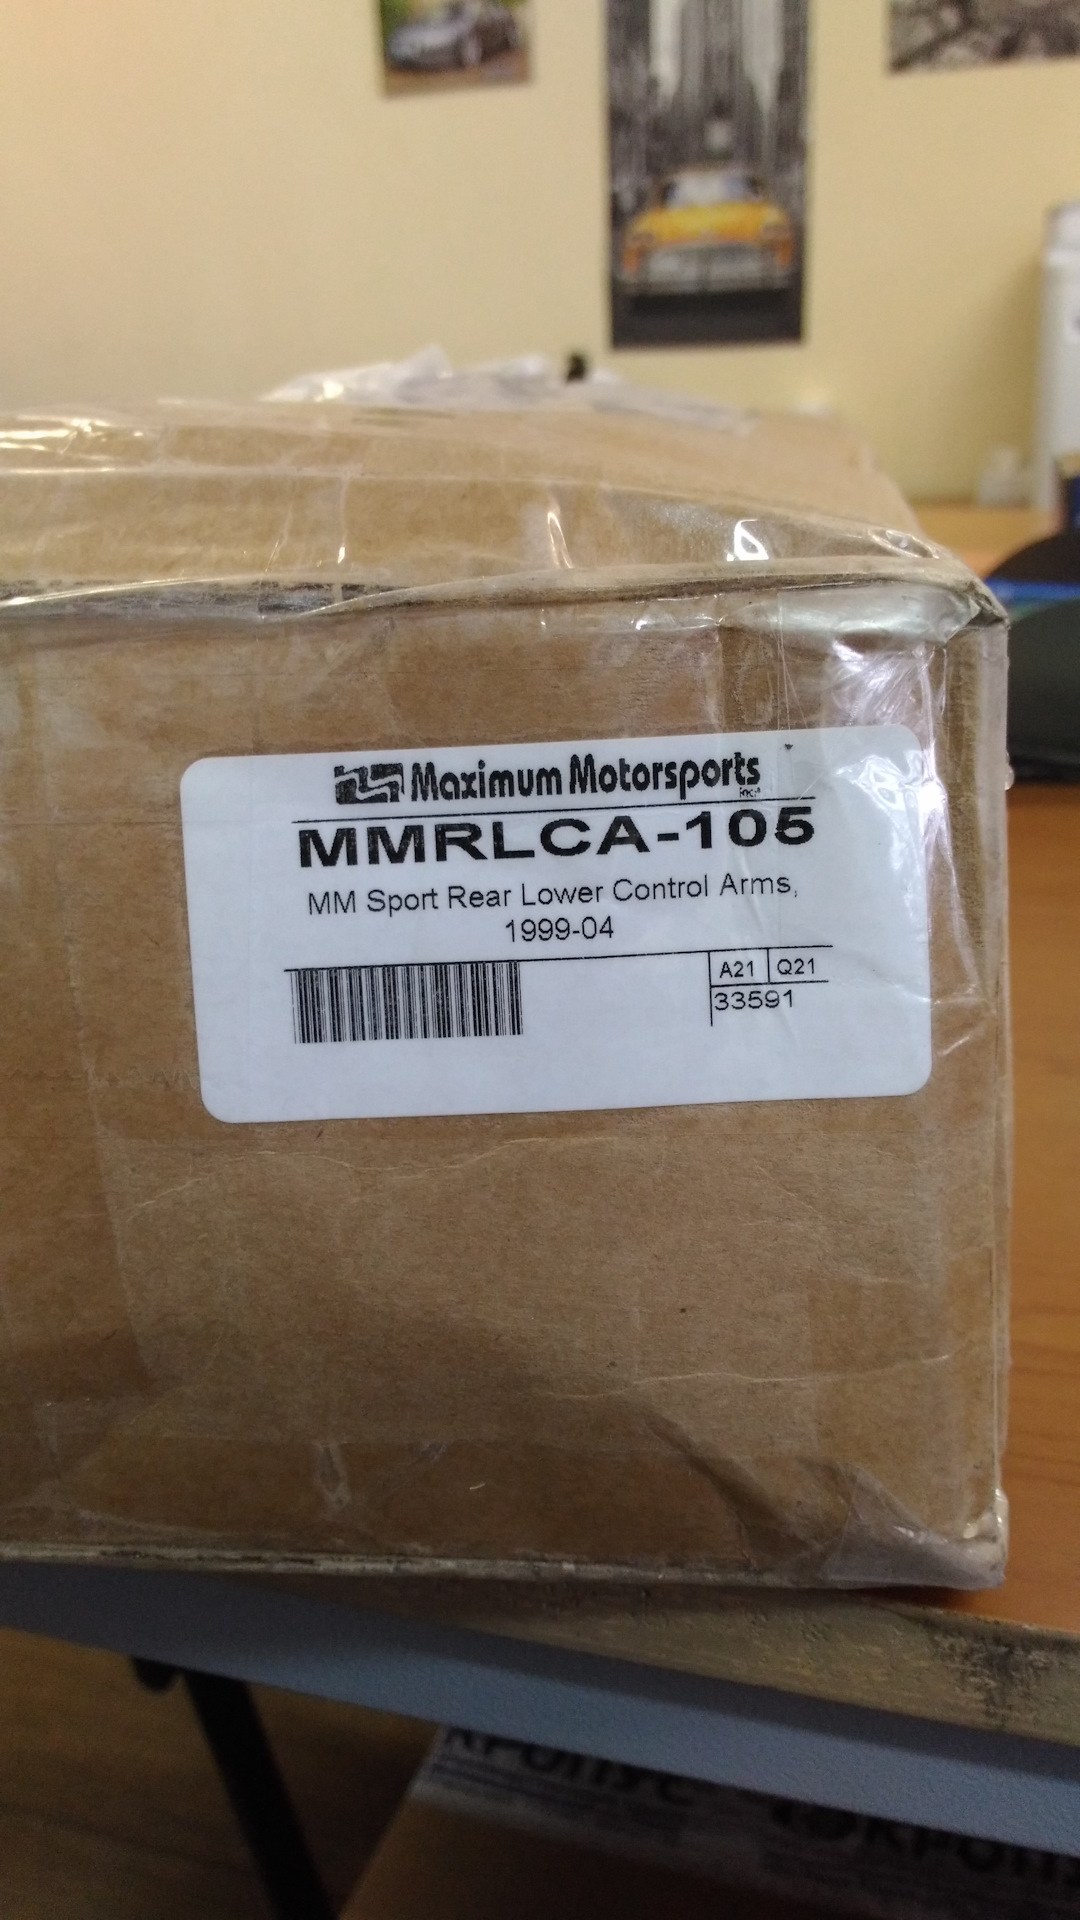 Maximum Motorsports
MMRLCA-105
MM Sport Rear Lower Control Arms,
1999-04
A21 Q21
33591